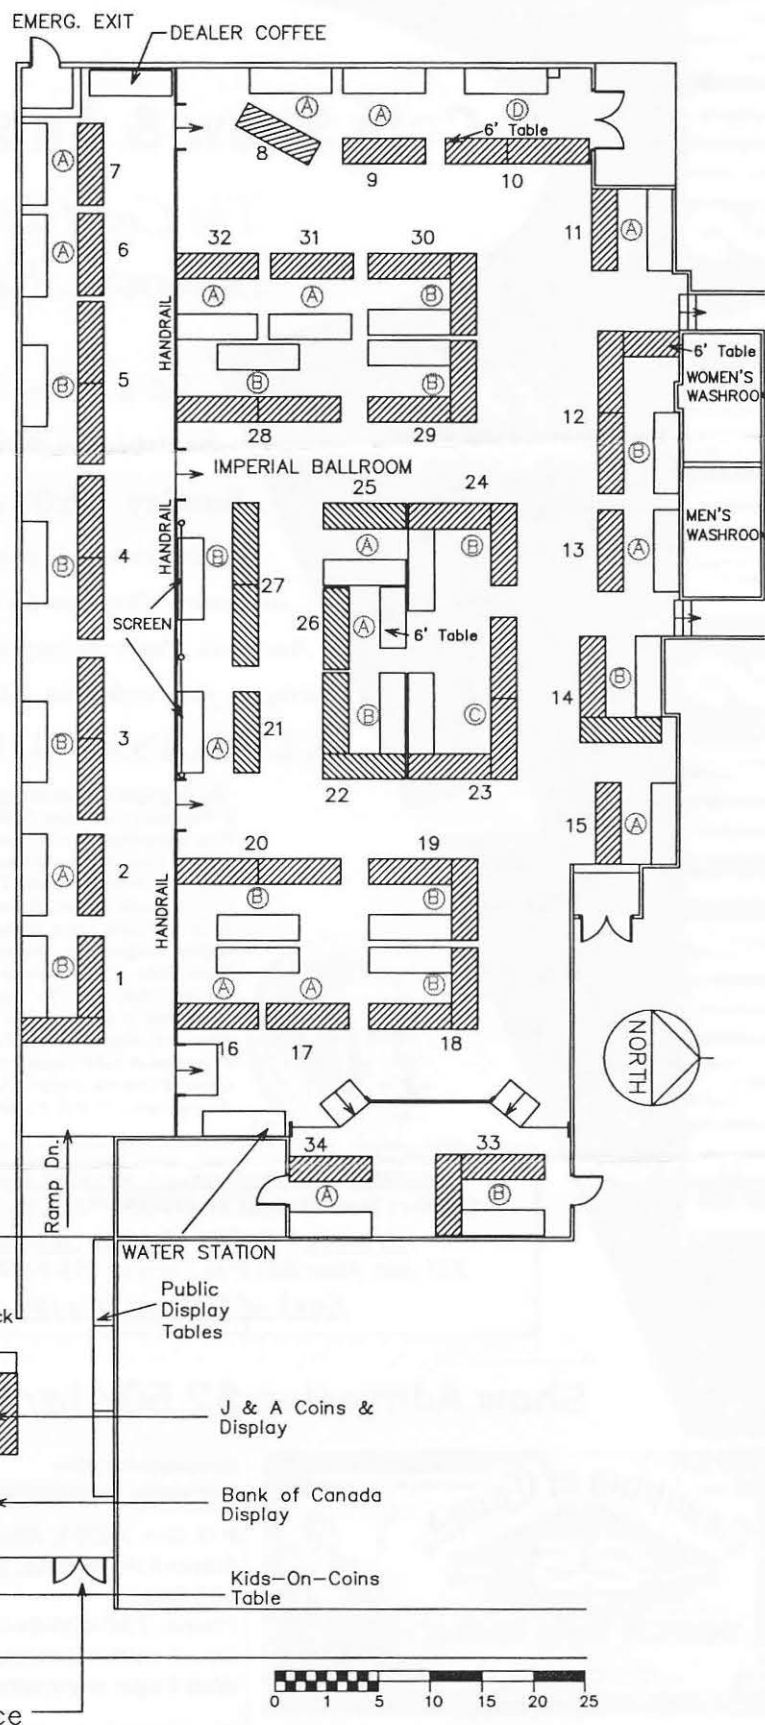 EMERG. EXIT
DEALER COFFEE
A
A
D
6' Table
8
9
10
A
7
11
A
A
6
32
31
30
A
A
B
HANDRAIL
6' Table
WOMEN'S
WASHROO
B
5
B
B
28
29
12
B
IMPERIAL BALLROOM
25
24
HANDRAIL
A
B
MEN'S
WASHROO
B
4
B
27
13
A
SCREEN
26
A
6' Table
B
3
A
21
B
C
14
B
22
23
15
A
A
2
20
19
B
B
HANDRAIL
B
1
A
A
B
16
17
18
NORTH
34
33
A
B
Ramp Dn.
WATER STATION
Public
Display
Tables
J & A Coins &
Display
Bank of Canada
Display
Kids-On-Coins
Table
0 1 5 10 15 20 25